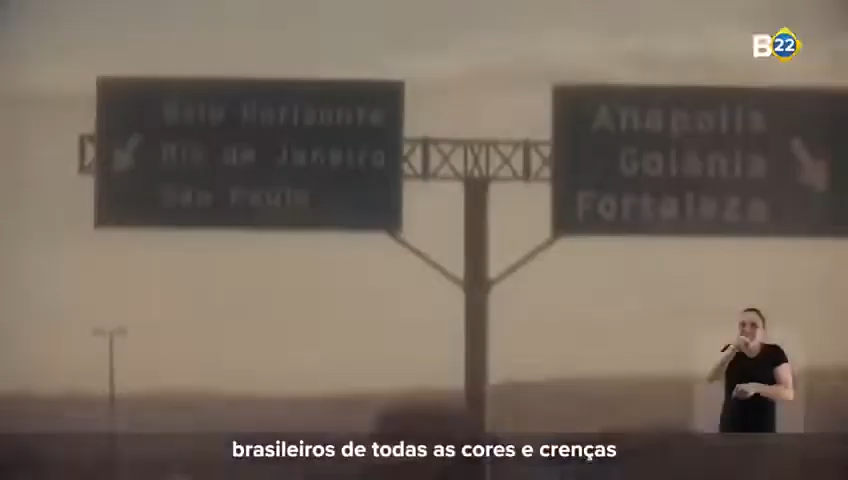 B22
Belo Horizonte
Rio de Janeiro
São Paulo
Anápolis
Goiânia
Fortaleza
brasileiros de todas as cores e crenças